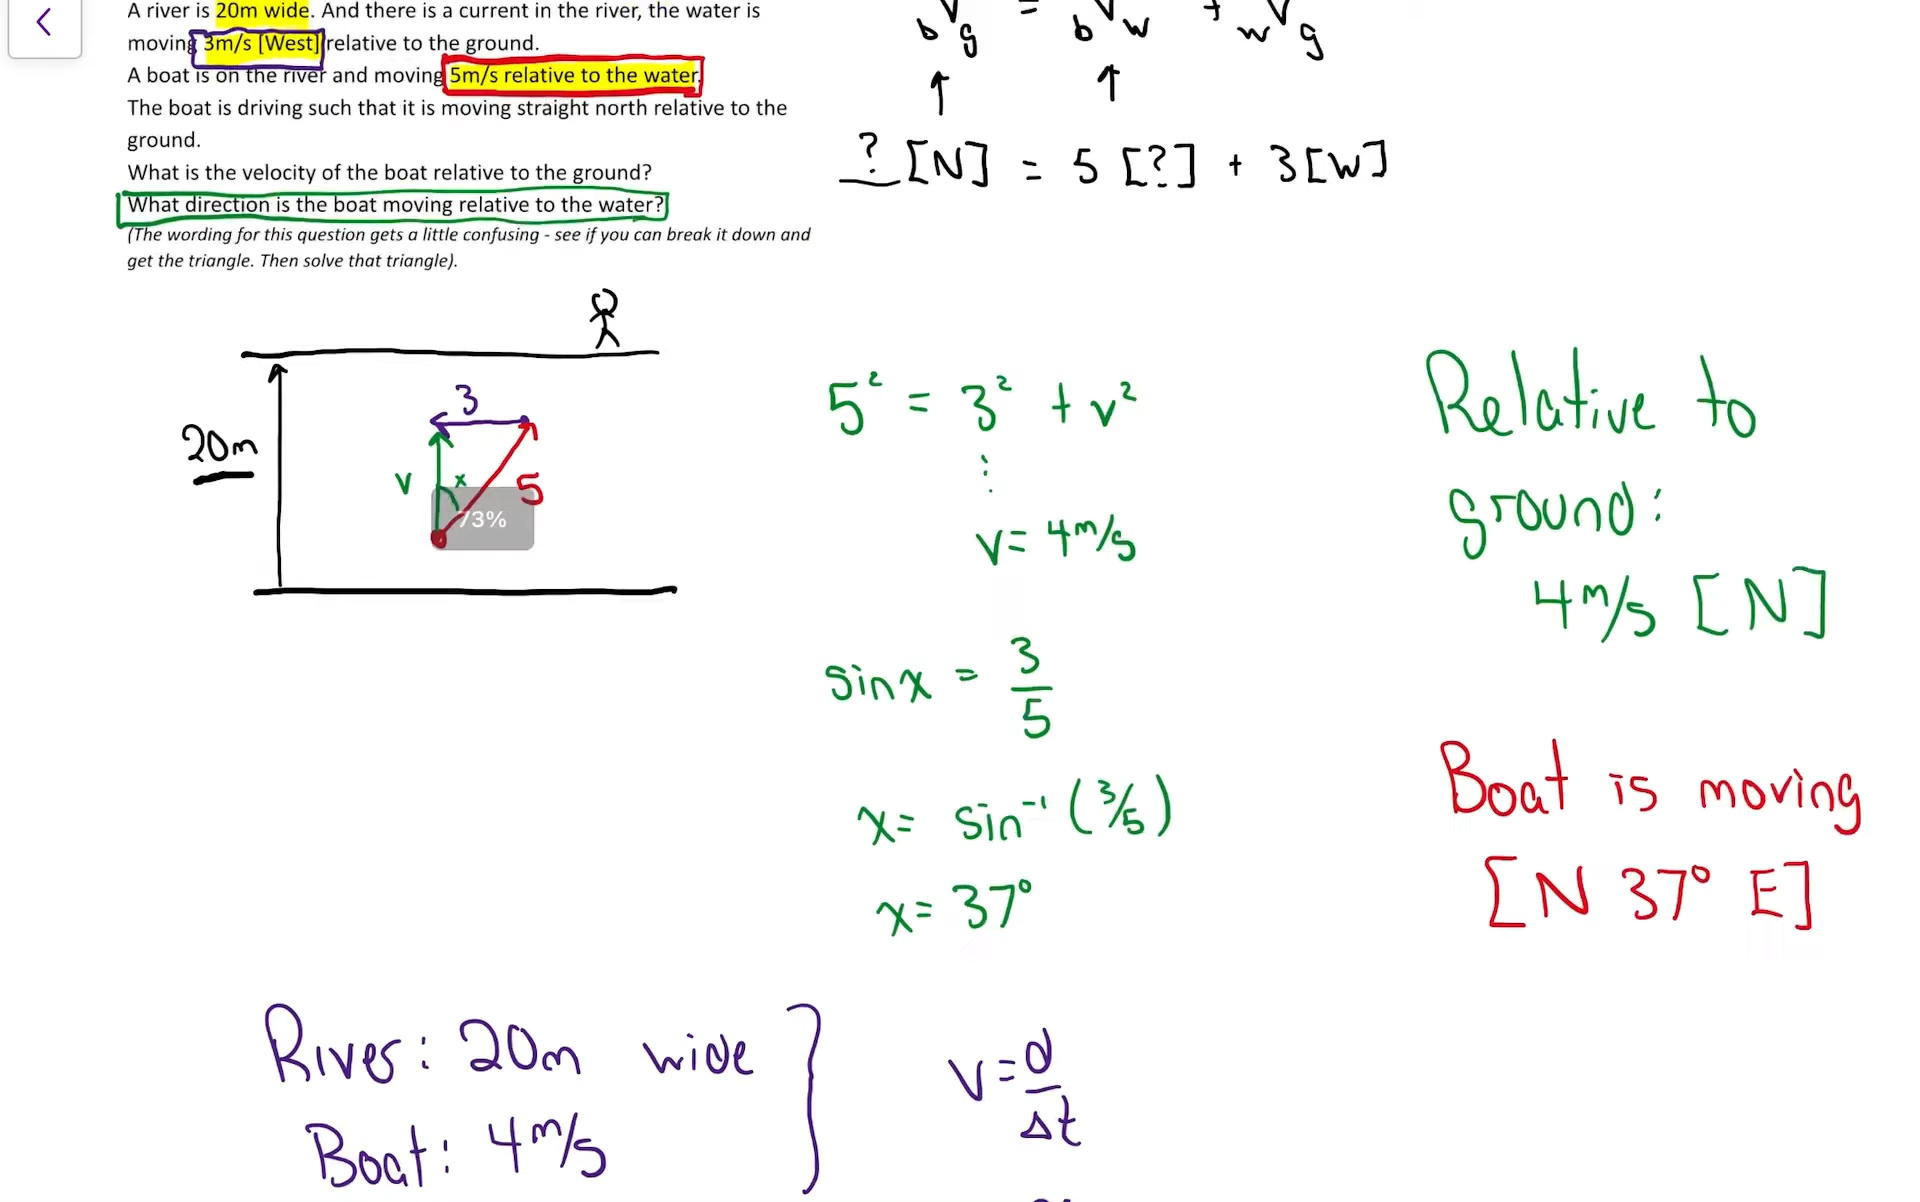 A river is 20m wide. And there is a current in the river, the water is
moving 3m/s [West] relative to the ground.
A boat is on the river and moving 5m/s relative to the water.
The boat is driving such that it is moving straight north relative to the
ground.
What is the velocity of the boat relative to the ground?
What direction is the boat moving relative to the water?
(The wording for this question gets a little confusing - see if you can break it down and
get the triangle. Then solve that triangle).
bVg = bVw + wVg
↑ ↑
? [N] = 5 [?] + 3[W]
20m
3
v
x
5
73%
5² = 3² + v²
⋮
v = 4m/s
sin x = 3/5
x = sin⁻¹ (3/5)
x = 37°
Relative to
ground:
4m/s [N]
Boat is moving
[N 37° E]
River: 20m wide
Boat: 4m/s
v = d/Δt